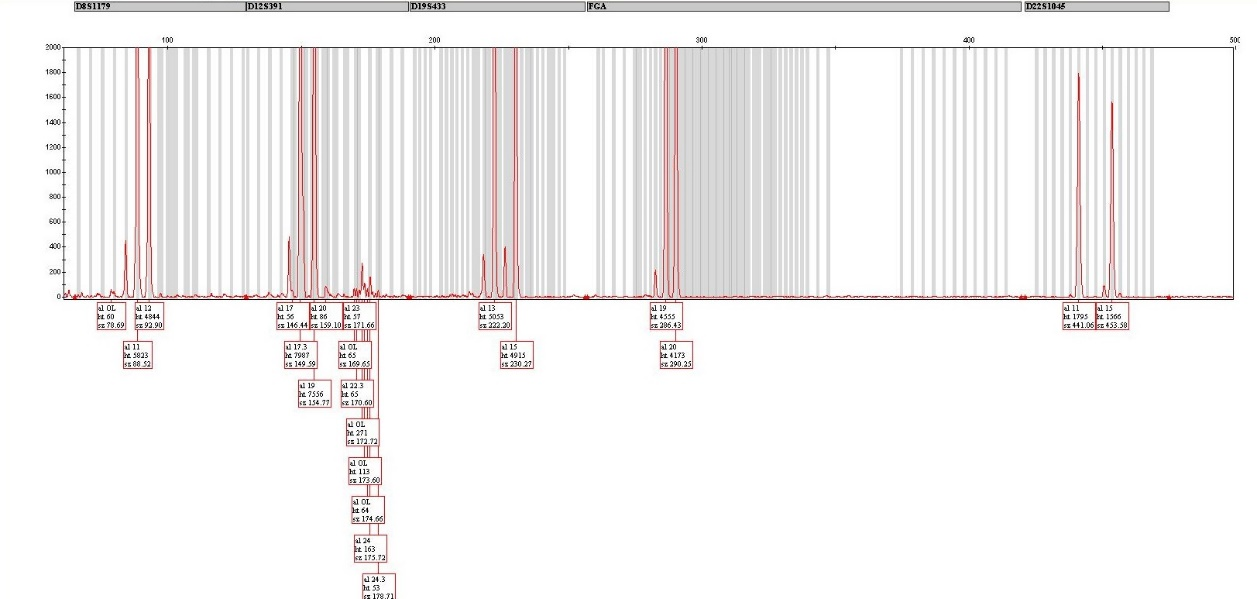 D8S1179 D12S391 D19S433 FGA D22S1045
100 200 300 400 500
2000
1800
1600
1400
1200
1000
800
600
400
200
0
al OL
ht 60
sz 78.69
al 12
ht 4844
sz 92.90
al 17
ht 56
sz 146.44
al 20
ht 86
sz 159.10
al 23
ht 57
sz 171.66
al 13
ht 5053
sz 222.20
al 19
ht 4555
sz 286.43
al 11
ht 1795
sz 441.06
al 15
ht 1566
sz 453.58
al 11
ht 5823
sz 88.52
al 17.3
ht 7987
sz 149.59
al OL
ht 65
sz 169.65
al 15
ht 4915
sz 230.27
al 20
ht 4173
sz 290.25
al 19
ht 7556
sz 154.77
al 22.3
ht 65
sz 170.60
al OL
ht 271
sz 172.72
al OL
ht 113
sz 173.60
al OL
ht 64
sz 174.66
al 24
ht 163
sz 175.72
al 24.3
ht 53
sz 178.71